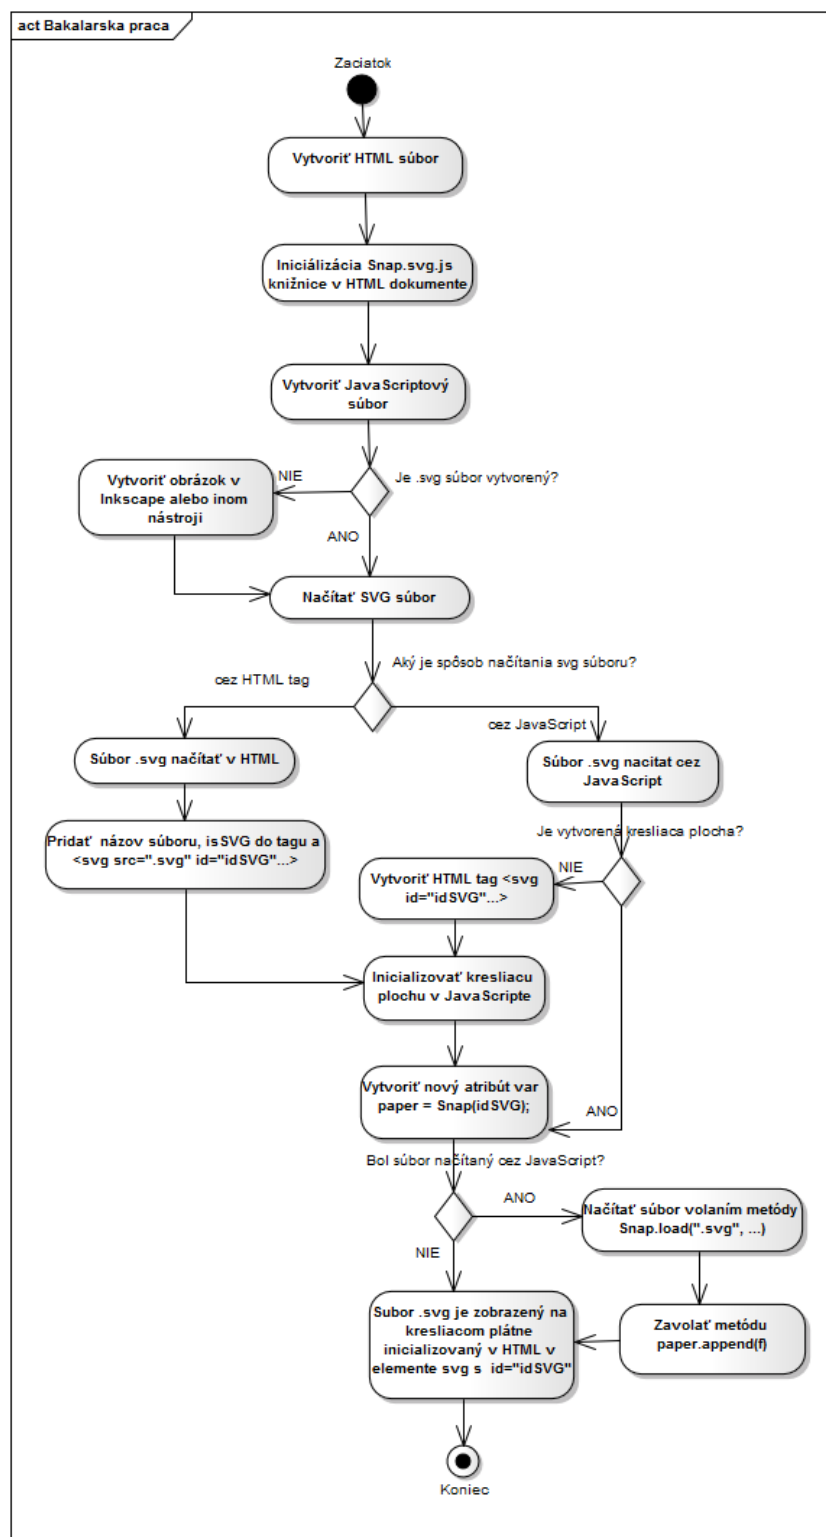 act Bakalarska praca
Zaciatok
Vytvoriť HTML súbor
Iniciálizácia Snap.svg.js
knižnice v HTML dokumente
Vytvoriť JavaScriptový
súbor
Je .svg súbor vytvorený?
NIE
Vytvoriť obrázok v
Inkscape alebo inom
nástroji
ANO
Načítať SVG súbor
Aký je spôsob načítania svg súboru?
cez HTML tag
cez JavaScript
Súbor .svg načítať v HTML
Súbor .svg nacitat cez
JavaScript
Pridať názov súboru, isSVG do tagu a
<svg src=".svg" id="idSVG"...>
Je vytvorená kresliaca plocha?
NIE
Vytvoriť HTML tag <svg
id="idSVG"...>
Inicializovať kresliacu
plochu v JavaScripte
Vytvoriť nový atribút var
paper = Snap(idSVG);
ANO
Bol súbor načítaný cez JavaScript?
ANO
Načítať súbor volaním metódy
Snap.load(".svg", ...)
NIE
Subor .svg je zobrazený na
kresliacom plátne
inicializovaný v HTML v
elemente svg s id="idSVG"
Zavolať metódu
paper.append(f)
Koniec